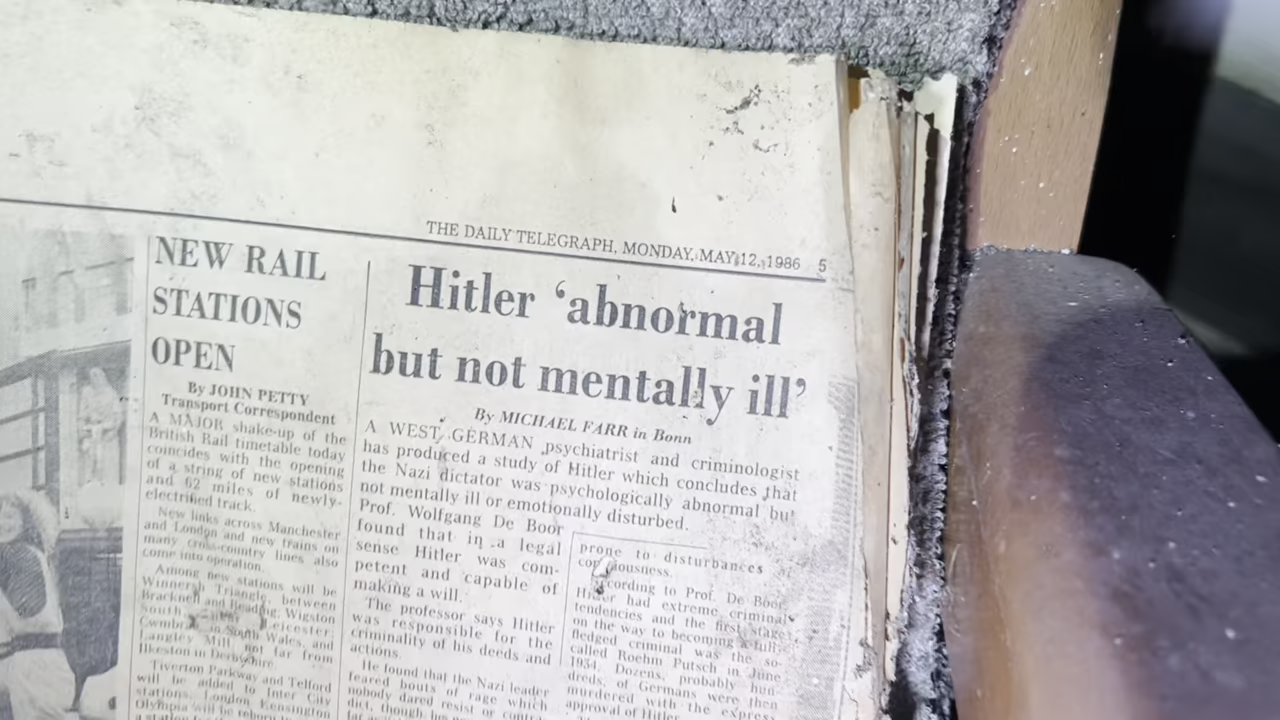 THE DAILY TELEGRAPH, MONDAY, MAY 12, 1986 5
NEW RAIL
STATIONS
OPEN
By JOHN PETTY
Transport Correspondent
A MAJOR shake-up of the
British Rail timetable today
coincides with the opening
of a string of new stations
and 62 miles of newly-
electrified track.
New links across Manchester
and London and new trains on
many cross-country lines also
come into operation.
Among new stations will be
Winnersh Triangle, between
Bracknell and Reading, Wigston
South,
in South Wales, and
Langley Mill, not far from
Ilkeston in Derbyshire.
Tiverton Parkway and Telford
will be added to Inter City
stations. London Kensington
Olympia will be reborn
a station
Hitler ‘abnormal
but not mentally ill’
By MICHAEL FARR in Bonn
A WEST GERMAN psychiatrist and criminologist
has produced a study of Hitler which concludes that
the Nazi dictator was psychologically abnormal but
not mentally ill or emotionally disturbed.
Prof. Wolfgang De Boor
found that in a legal
sense Hitler was com-
petent and capable of
making a will.
The professor says Hitler
was responsible for the
criminality of his deeds and
actions.
He found that the Nazi leader
feared bouts of rage which
nobody dared resist or
dict, though his
prone to disturbances
consciousness.
According to Prof. De Boor,
Hitler had extreme criminal
tendencies and the first stage
on the way to becoming a full-
fledged criminal was the so-
called Roehm Putsch in June
1934. Dozens, probably hun-
dreds, of Germans were then
murdered with the express
approval of Hitler.